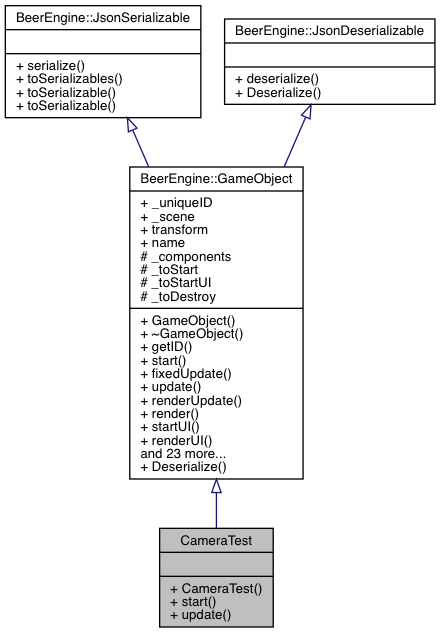 BeerEngine::JsonSerializable
+ serialize()
+ toSerializables()
+ toSerializable()
+ toSerializable()
BeerEngine::JsonDeserializable
+ deserialize()
+ Deserialize()
BeerEngine::GameObject
+ _uniqueID
+ _scene
+ transform
+ name
# _components
# _toStart
# _toStartUI
# _toDestroy
+ GameObject()
+ ~GameObject()
+ getID()
+ start()
+ fixedUpdate()
+ update()
+ renderUpdate()
+ render()
+ startUI()
+ renderUI()
and 23 more...
+ Deserialize()
CameraTest
+ CameraTest()
+ start()
+ update()